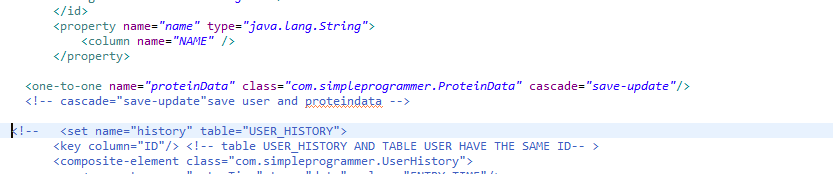 </id>
<property name="name" type="java.lang.String">
<column name="NAME" />
</property>
<one-to-one name="proteinData" class="com.simpleprogrammer.ProteinData" cascade="save-update"/>
<!-- cascade="save-update"save user and proteindata -->
<!-- <set name="history" table="USER_HISTORY">
<key column="ID"/> <!-- table USER_HISTORY AND TABLE USER HAVE THE SAME ID-- >
<composite-element class="com.simpleprogrammer.UserHistory">